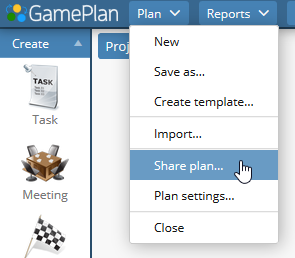 GamePlan
Plan
Reports
Create
Proj
New
Save as...
Create template...
Import...
Share plan...
Plan settings...
Close
TASK
Task
Meeting